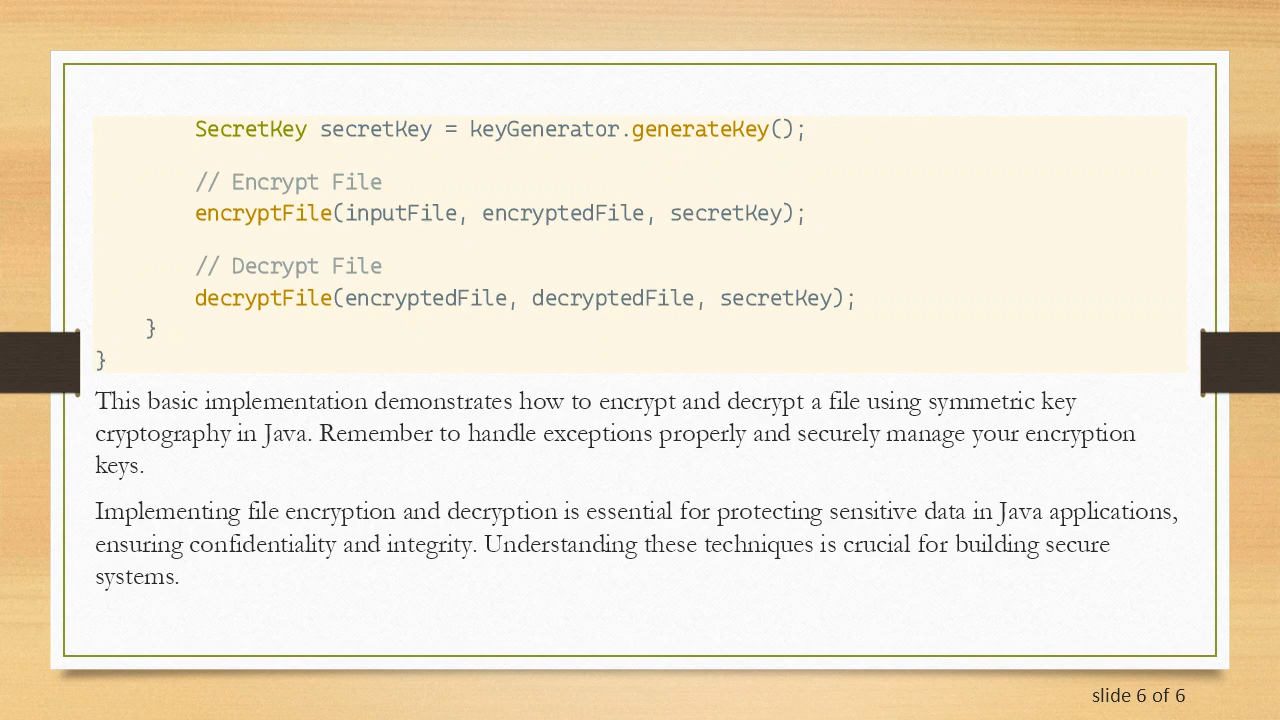 SecretKey secretKey = keyGenerator.generateKey();
// Encrypt File
encryptFile(inputFile, encryptedFile, secretKey);
// Decrypt File
decryptFile(encryptedFile, decryptedFile, secretKey);
}
}
This basic implementation demonstrates how to encrypt and decrypt a file using symmetric key
cryptography in Java. Remember to handle exceptions properly and securely manage your encryption
keys.
Implementing file encryption and decryption is essential for protecting sensitive data in Java applications,
ensuring confidentiality and integrity. Understanding these techniques is crucial for building secure
systems.
slide 6 of 6